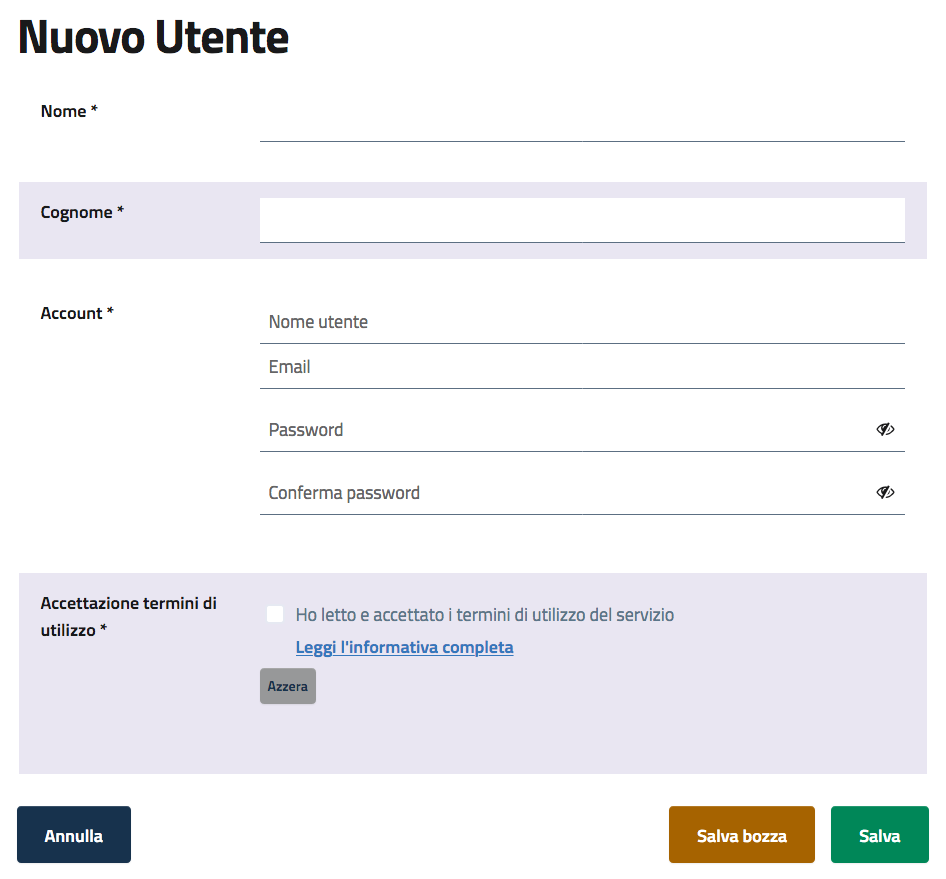 Nuovo Utente
Nome *
Cognome *
Account *
Nome utente
Email
Password
Conferma password
Accettazione termini di
utilizzo *
Ho letto e accettato i termini di utilizzo del servizio
Leggi l'informativa completa
Azzera
Annulla
Salva bozza
Salva